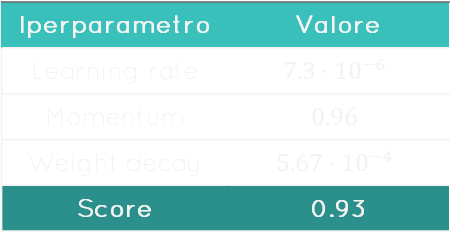 Iperparametro Valore
Learning rate 7.3 · 10⁻⁶
Momentum 0.96
Weight decay 5.67 · 10⁻⁴
Score 0.93